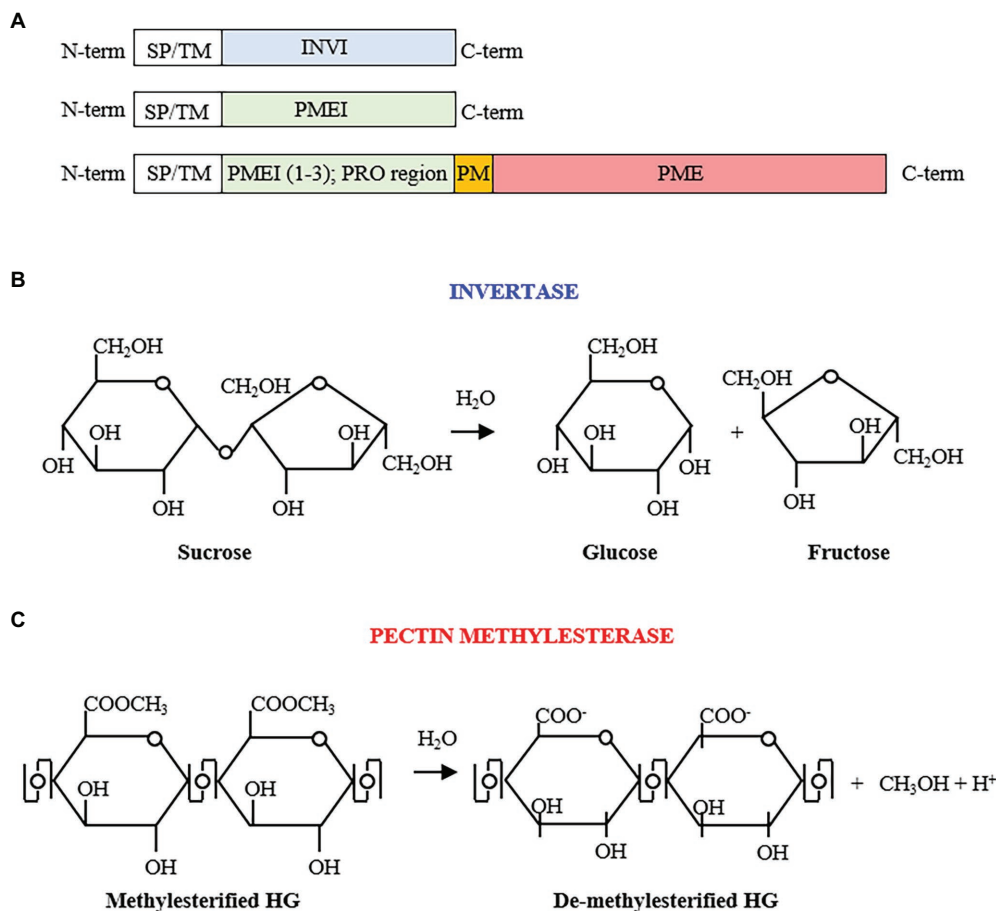 A
N-term SP/TM INVI C-term
N-term SP/TM PMEI C-term
N-term SP/TM PMEI (1-3); PRO region PM PME C-term
B
INVERTASE
CH₂OH
CH₂OH
OH
OH
OH
OH
OH
CH₂OH
H₂O
CH₂OH
OH
OH
OH
OH
+
CH₂OH
OH
OH
CH₂OH
Sucrose
Glucose
Fructose
C
PECTIN METHYLESTERASE
COOCH₃
COOCH₃
OH
OH
OH
OH
H₂O
COO⁻
COO⁻
OH
OH
OH
OH
+ CH₃OH + H⁺
Methylesterified HG
De-methylesterified HG